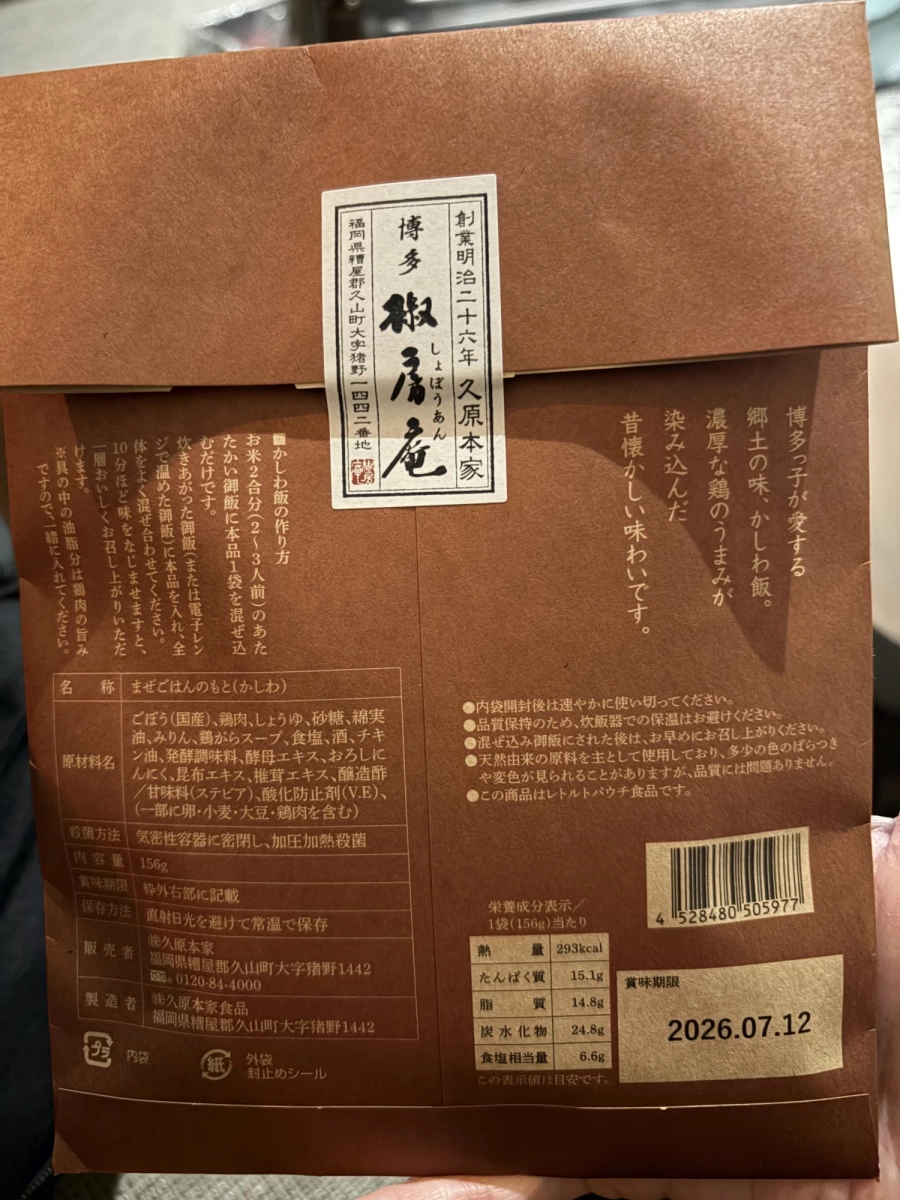 創業明治二十六年 久原本家
博多 椒房庵
しょぼうあん
福岡県糟屋郡久山町大字猪野一四四二番地
博多っ子が愛する
郷土の味、かしわ飯。
濃厚な鶏のうまみが
染み込んだ
昔懐かしい味わいです。
■かしわ飯の作り方
お米2合分(2〜3人前)のあた
たかい御飯に本品1袋を混ぜ込
むだけです。
炊きあがった御飯(または電子レン
ジで温めた御飯)に本品を入れ、全
体をよく混ぜ合わせてください。
10分ほど味をなじませますと、
一層おいしくお召し上がりいただ
けます。
※具の中の油脂分は鶏肉の旨み
ですので、一緒に入れてください。
名 称 まぜごはんのもと(かしわ)
原材料名
ごぼう(国産)、鶏肉、しょうゆ、砂糖、綿実
油、みりん、鶏がらスープ、食塩、酒、チキ
ン油、発酵調味料、酵母エキス、おろしに
んにく、昆布エキス、椎茸エキス、醸造酢
/甘味料(ステビア)、酸化防止剤(V.E)、
(一部に卵・小麦・大豆・鶏肉を含む)
殺菌方法 気密性容器に密閉し、加圧加熱殺菌
内容量 156g
賞味期限 枠外右部に記載
保存方法 直射日光を避けて常温で保存
販売者
㈱久原本家
福岡県糟屋郡久山町大字猪野1442
0120-84-4000
製造者
㈱久原本家食品
福岡県糟屋郡久山町大字猪野1442
プラ 内袋
紙 外袋
封止めシール
●内袋開封後は速やかに使い切ってください。
●品質保持のため、炊飯器での保温はお避けください。
●混ぜ込み御飯にされた後は、お早めにお召し上がりください。
●天然由来の原料を主として使用しており、多少の色のばらつき
や変色が見られることがありますが、品質には問題ありません。
●この商品はレトルトパウチ食品です。
4 528480 505977
栄養成分表示/
1袋(156g)当たり
熱 量 293kcal
たんぱく質 15.1g
脂 質 14.8g
炭水化物 24.8g
食塩相当量 6.6g
この表示値は目安です。
賞味期限
2026.07.12